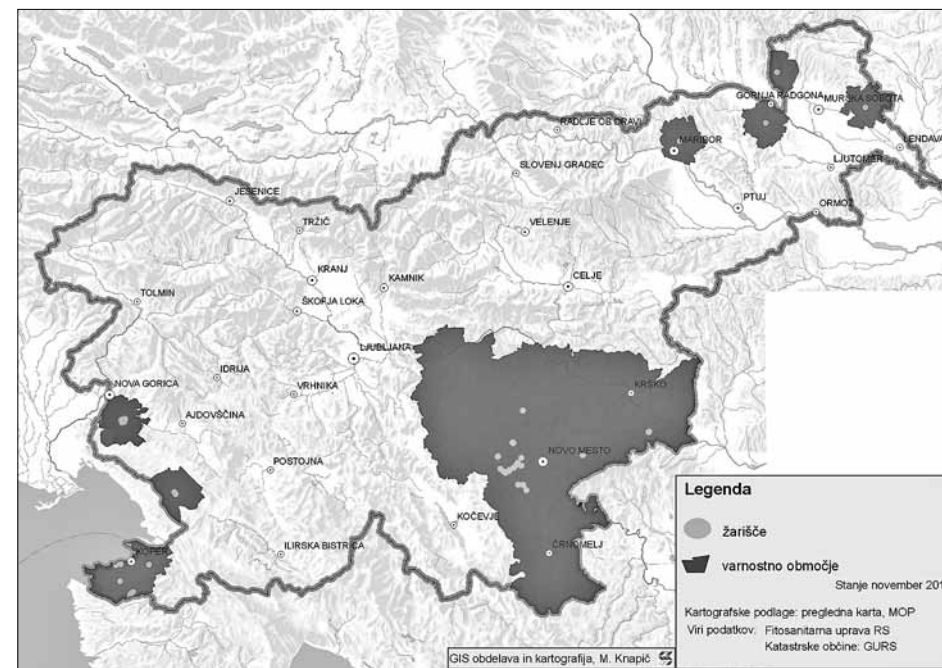 GORNJA RADGONA
MURSKA SOBOTA
RADLJE OB DRAVI
MARIBOR
LENDAVA
LJUTOMER
SLOVENJ GRADEC
JESENICE
PTUJ
ORMOŽ
TRŽIČ
VELENJE
KRANJ
KAMNIK
CELJE
TOLMIN
ŠKOFJA LOKA
LJUBLJANA
IDRIJA
NOVA GORICA
VRHNIKA
KRŠKO
AJDOVŠČINA
POSTOJNA
NOVO MESTO
KOČEVJE
KOPER
ILIRSKA BISTRICA
ČRNOMELJ
Legenda
žarišče
varnostno območje
Stanje november 201
Kartografske podlage: pregledna karta, MOP
Viri podatkov: Fitosanitarna uprava RS
Katastrske občine: GURS
GIS obdelava in kartografija, M. Knapič